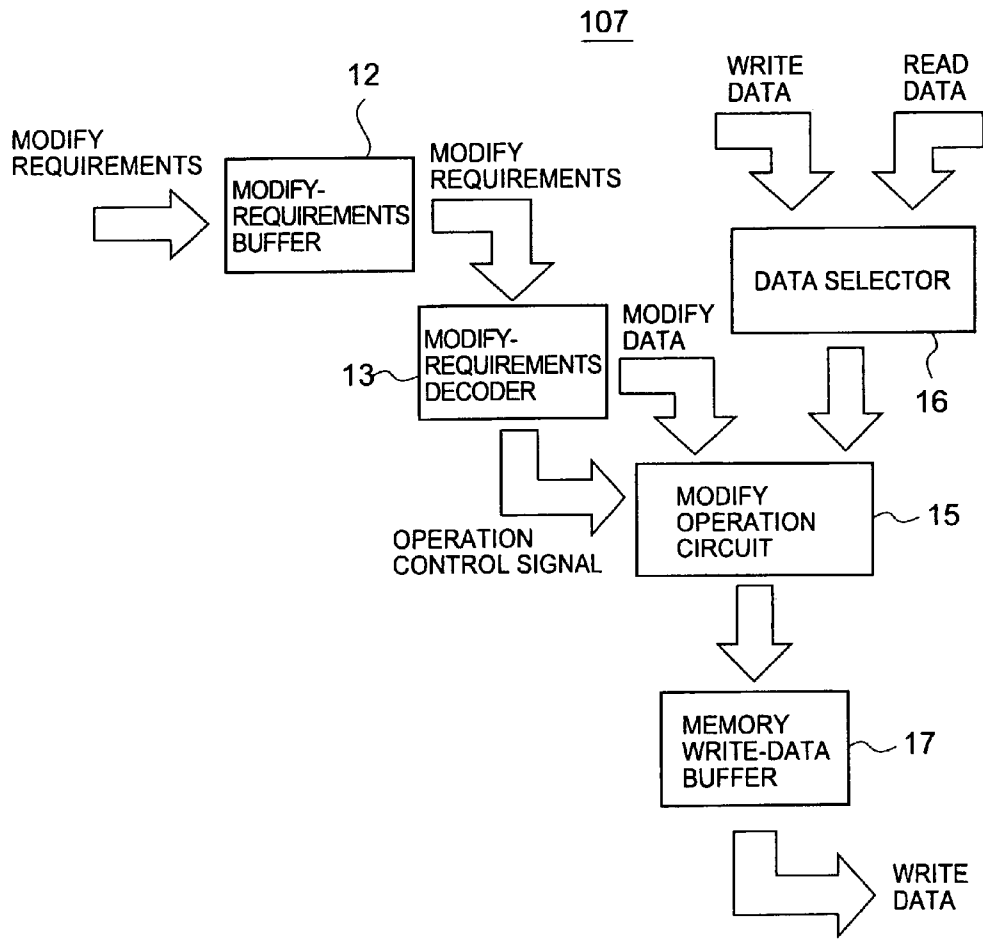 107
12
WRITE
DATA
READ
DATA
MODIFY
REQUIREMENTS
MODIFY
REQUIREMENTS
MODIFY-
REQUIREMENTS
BUFFER
DATA SELECTOR
16
MODIFY
DATA
13
MODIFY-
REQUIREMENTS
DECODER
MODIFY
OPERATION
CIRCUIT
15
OPERATION
CONTROL SIGNAL
MEMORY
WRITE-DATA
BUFFER
17
WRITE
DATA